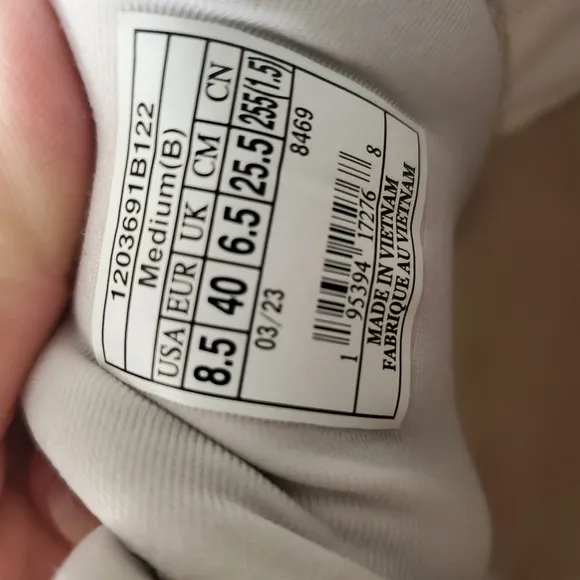 1203691B122
Medium(B)
USA EUR UK CM CN
8.5 40 6.5 25.5 255(1.5)
03/23 8469
1 95394 17276 8
MADE IN VIETNAM
FABRIQUE AU VIETNAM